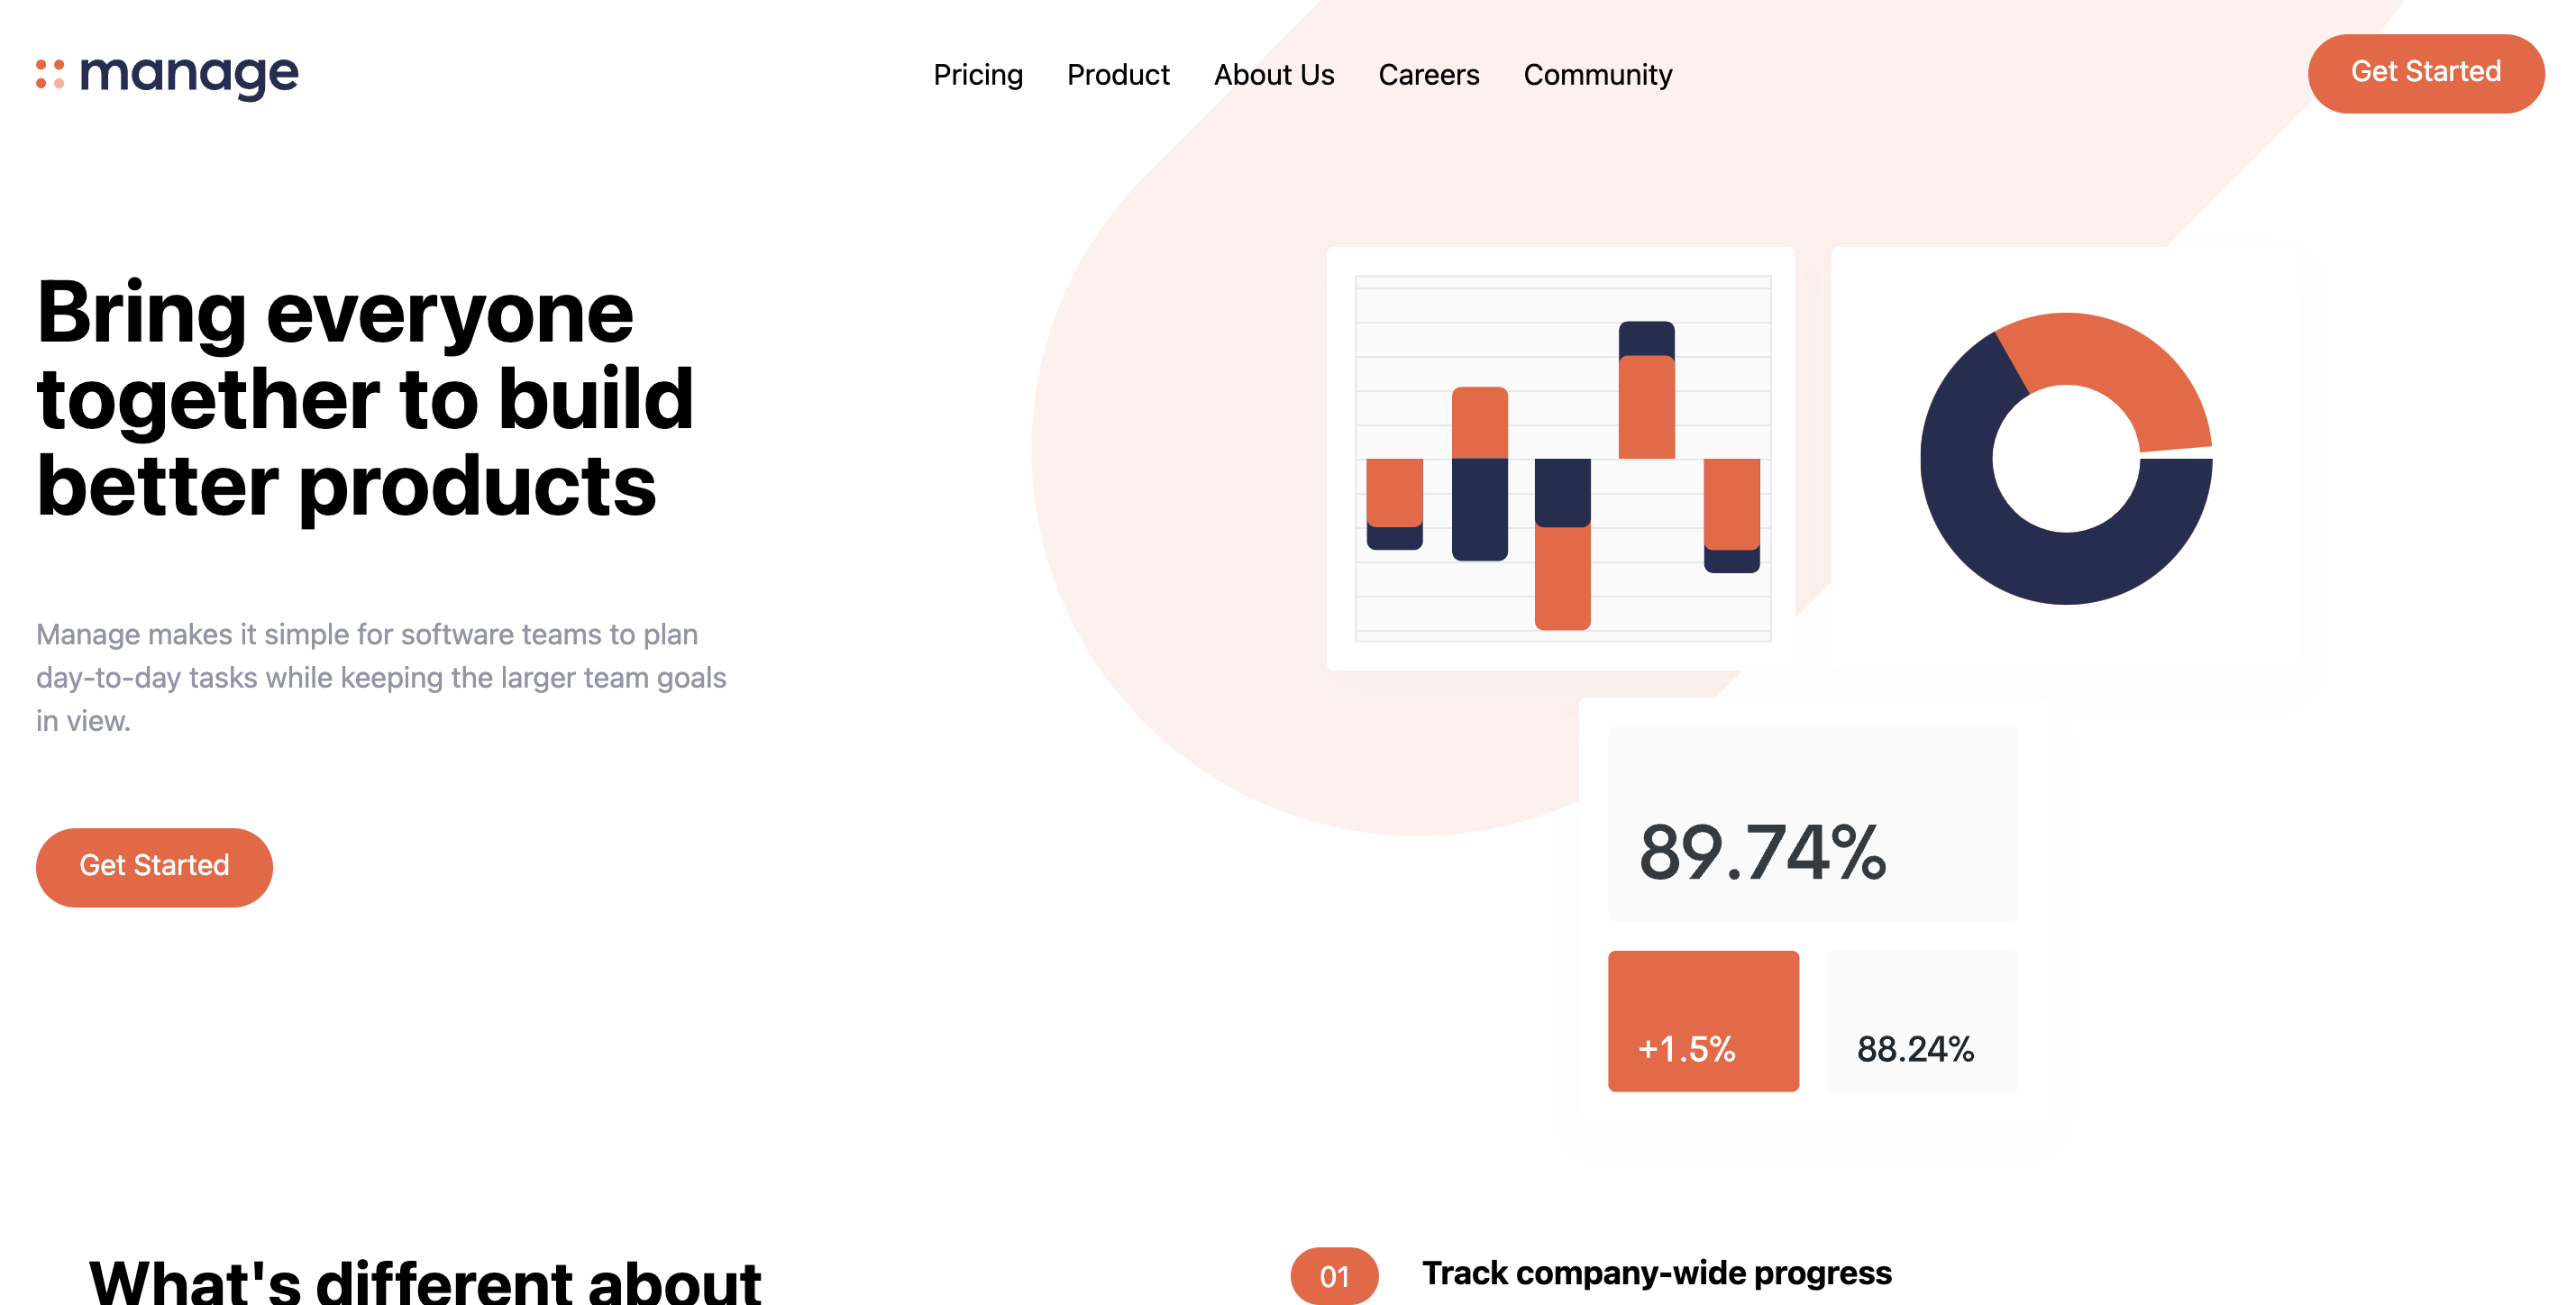 manage
Pricing
Product
About Us
Careers
Community
Get Started
Bring everyone
together to build
better products
Manage makes it simple for software teams to plan
day-to-day tasks while keeping the larger team goals
in view.
Get Started
89.74%
+1.5%
88.24%
What's different about
01
Track company-wide progress